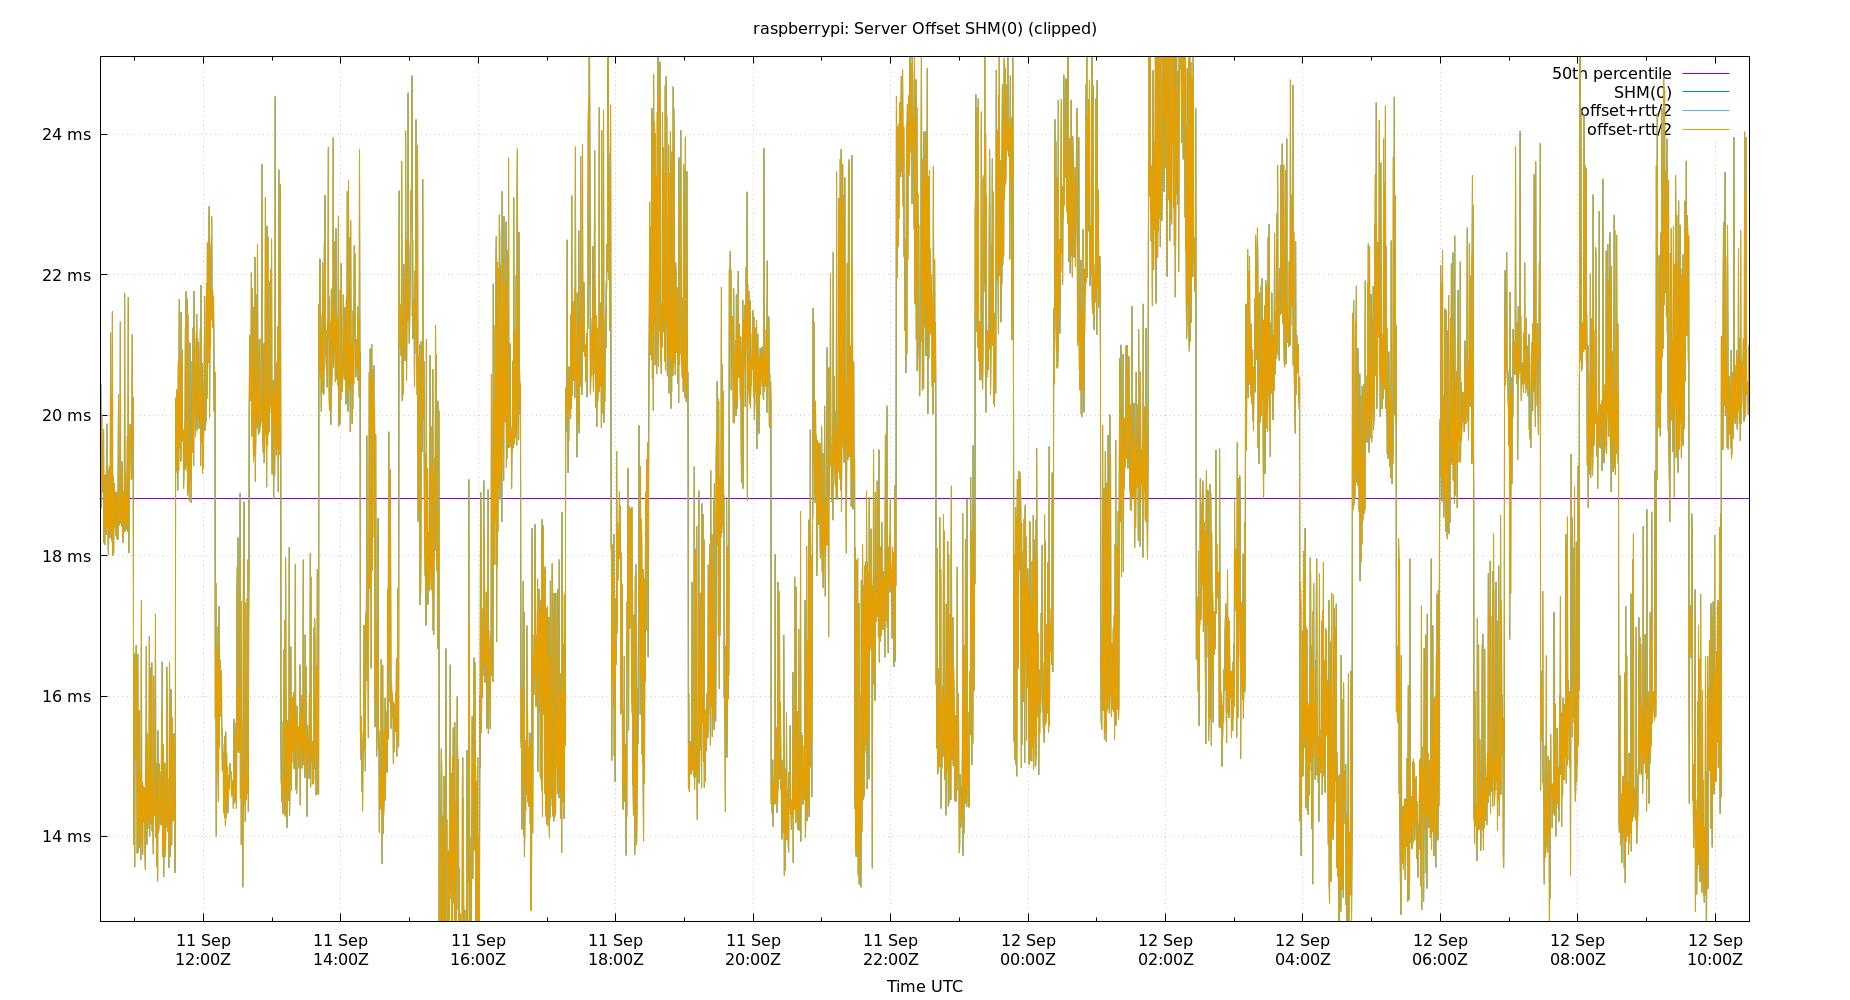 raspberrypi: Server Offset SHM(0) (clipped)
50th percentile
SHM(0)
offset+rtt/2
offset-rtt/2
24 ms
22 ms
20 ms
18 ms
16 ms
14 ms
11 Sep 11 Sep 11 Sep 11 Sep 11 Sep 11 Sep 12 Sep 12 Sep 12 Sep 12 Sep 12 Sep 12 Sep
12:00Z 14:00Z 16:00Z 18:00Z 20:00Z 22:00Z 00:00Z 02:00Z 04:00Z 06:00Z 08:00Z 10:00Z
Time UTC